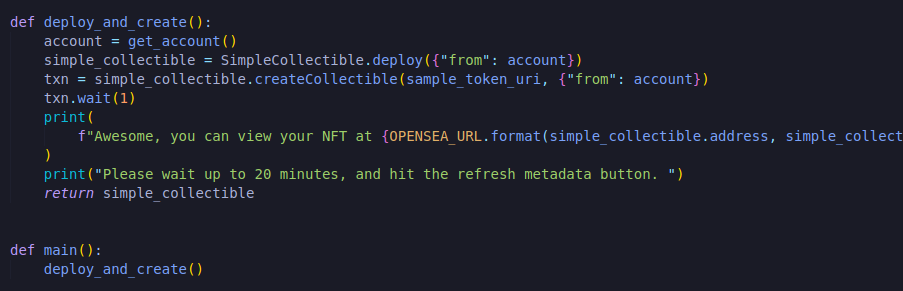 def deploy_and_create():
    account = get_account()
    simple_collectible = SimpleCollectible.deploy({"from": account})
    txn = simple_collectible.createCollectible(sample_token_uri, {"from": account})
    txn.wait(1)
    print(
        f"Awesome, you can view your NFT at {OPENSEA_URL.format(simple_collectible.address, simple_collect
    )
    print("Please wait up to 20 minutes, and hit the refresh metadata button. ")
    return simple_collectible
def main():
    deploy_and_create()